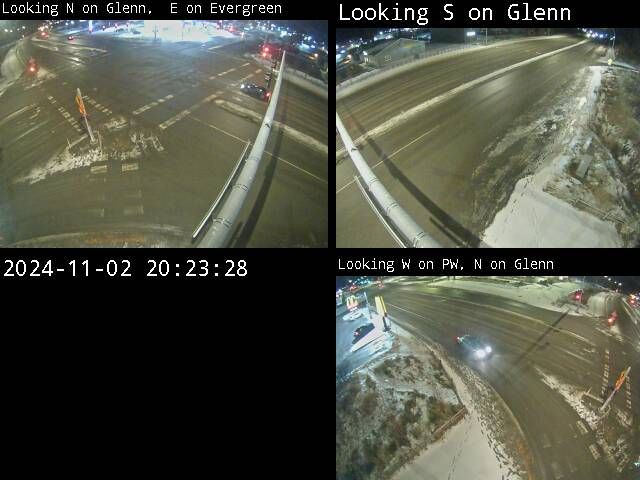 Looking N on Glenn,  E on Evergreen
Looking S on Glenn
2024-11-02 20:23:28
Looking W on PW, N on Glenn